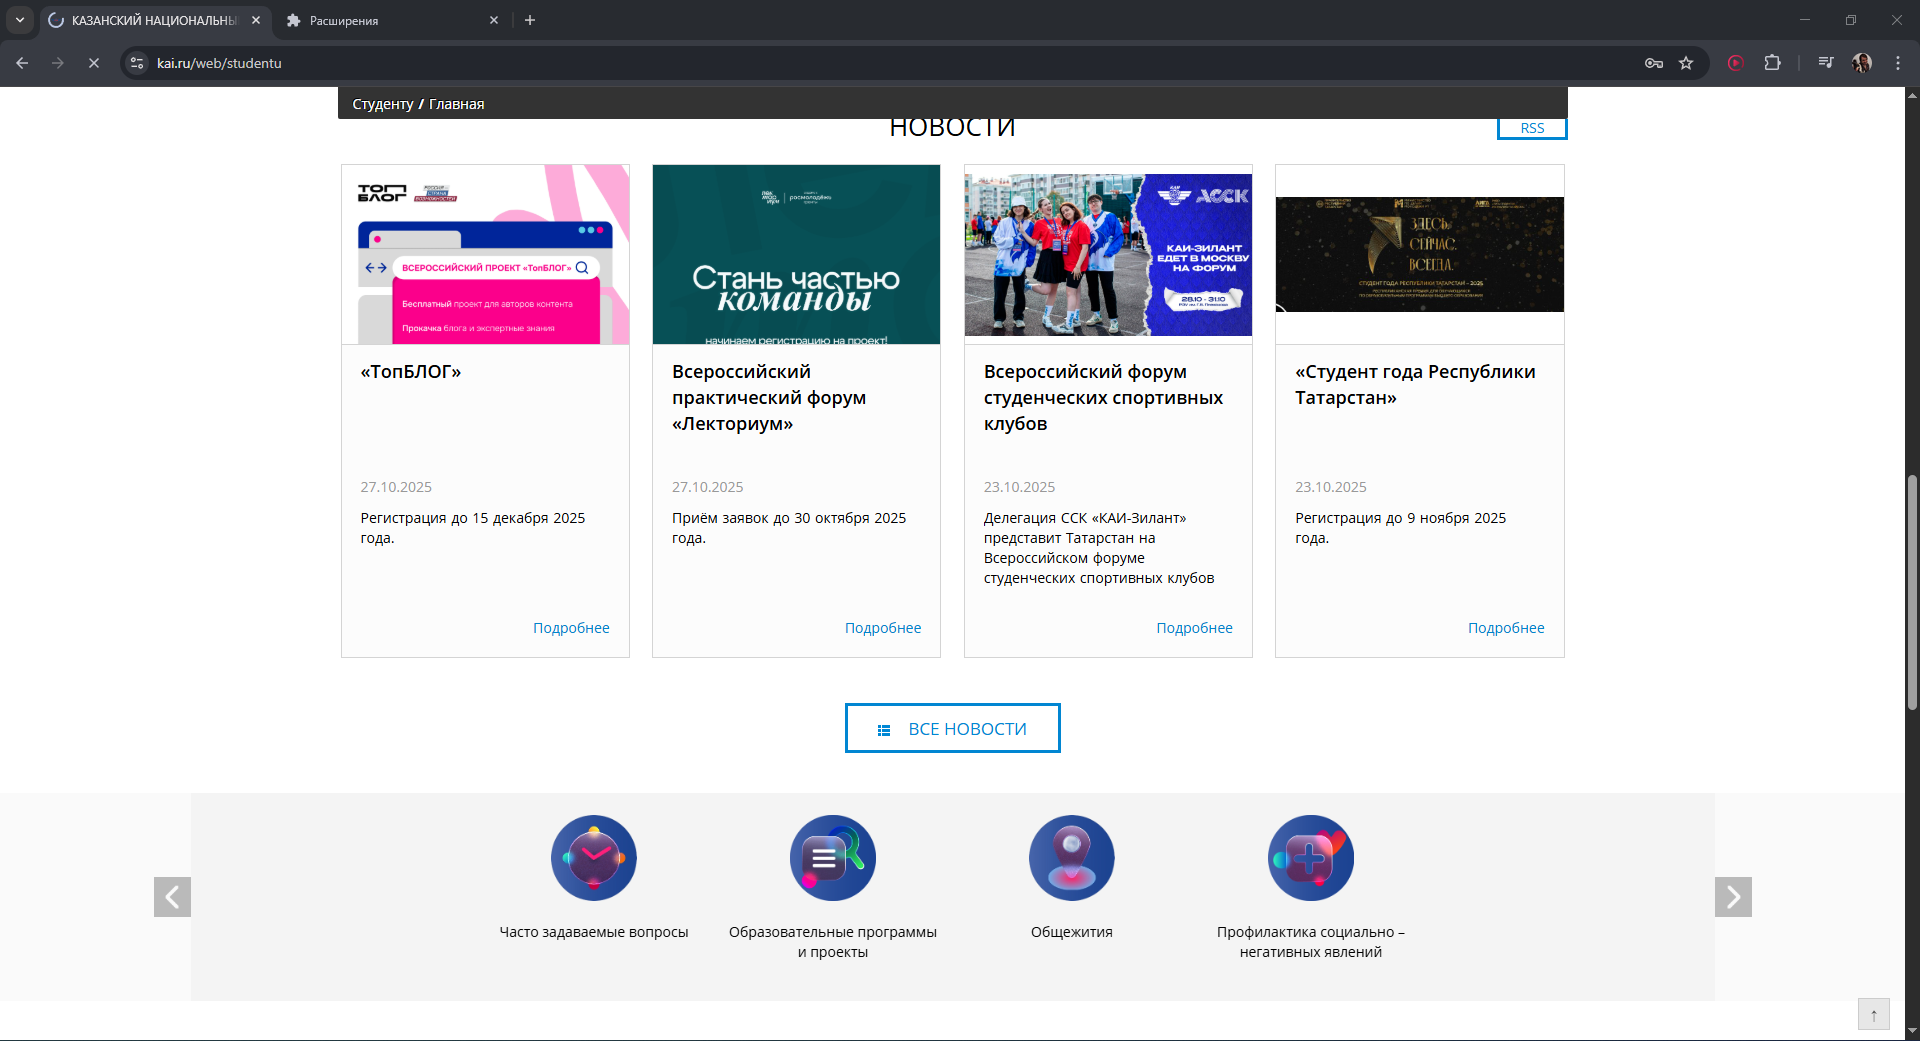 КАЗАНСКИЙ НАЦИОНАЛЬНЫ
Расширения
kai.ru/web/studentu
Студенту / Главная
НОВОСТИ
RSS
ТОП
БЛОГ
РОССИЯ –
СТРАНА
ВОЗМОЖНОСТЕЙ
ВСЕРОССИЙСКИЙ ПРОЕКТ «ТопБЛОГ»
Бесплатный проект для авторов контента
Прокачка блога и экспертные знания
росмолодёжь
Стань частью
команды
начинаем регистрацию на проект!
КАИ
АССК
КАИ-ЗИЛАНТ
ЕДЕТ В МОСКВУ
НА ФОРУМ
28.10 - 31.10
ЗДЕСЬ.
СЕЙЧАС.
ВСЕГДА.
СТУДЕНТ ГОДА РЕСПУБЛИКИ ТАТАРСТАН – 2025
«ТопБЛОГ»
27.10.2025
Регистрация до 15 декабря 2025
года.
Подробнее
Всероссийский
практический форум
«Лекториум»
27.10.2025
Приём заявок до 30 октября 2025
года.
Подробнее
Всероссийский форум
студенческих спортивных
клубов
23.10.2025
Делегация ССК «КАИ-Зилант»
представит Татарстан на
Всероссийском форуме
студенческих спортивных клубов
Подробнее
«Студент года Республики
Татарстан»
23.10.2025
Регистрация до 9 ноября 2025
года.
Подробнее
ВСЕ НОВОСТИ
Часто задаваемые вопросы
Образовательные программы
и проекты
Общежития
Профилактика социально –
негативных явлений